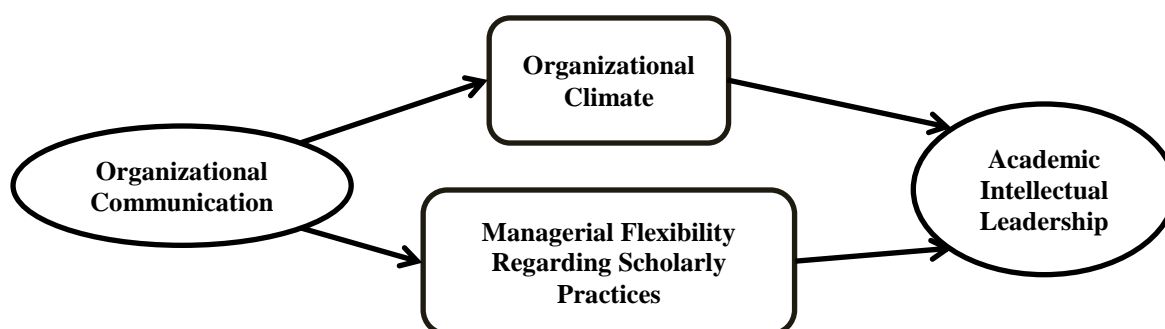 Organizational
Climate
Organizational
Communication
Academic
Intellectual
Leadership
Managerial Flexibility
Regarding Scholarly
Practices